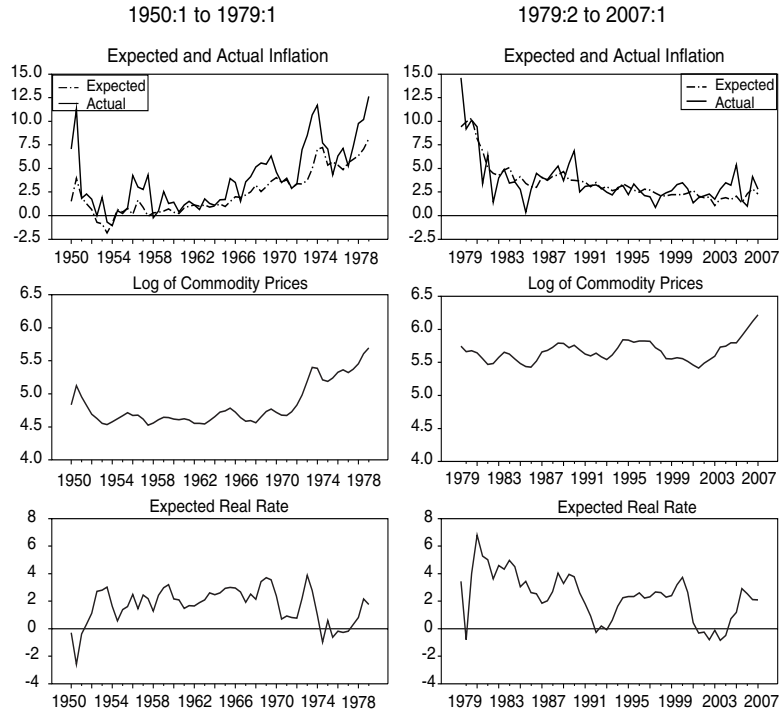 1950:1 to 1979:1
Expected and Actual Inflation
15.0
12.5
10.0
7.5
5.0
2.5
0.0
-2.5
Expected
Actual
1950 1954 1958 1962 1966 1970 1974 1978
Log of Commodity Prices
6.5
6.0
5.5
5.0
4.5
4.0
1950 1954 1958 1962 1966 1970 1974 1978
Expected Real Rate
8
6
4
2
0
-2
-4
1950 1954 1958 1962 1966 1970 1974 1978
1979:2 to 2007:1
Expected and Actual Inflation
15.0
12.5
10.0
7.5
5.0
2.5
0.0
-2.5
Expected
Actual
1979 1983 1987 1991 1995 1999 2003 2007
Log of Commodity Prices
6.5
6.0
5.5
5.0
4.5
4.0
1979 1983 1987 1991 1995 1999 2003 2007
Expected Real Rate
8
6
4
2
0
-2
-4
1979 1983 1987 1991 1995 1999 2003 2007